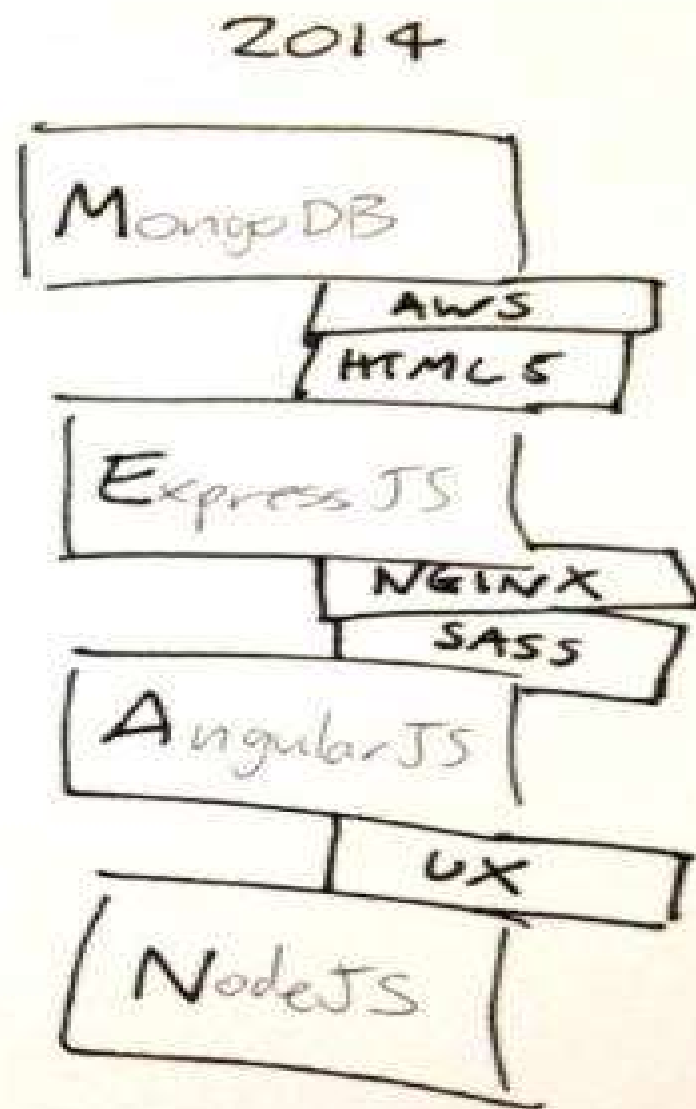 2014
MongoDB
AWS
HTML5
ExpressJS
NGINX
SASS
AngularJS
UX
NodeJS